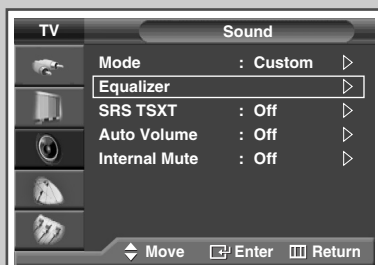 TV Sound
Mode : Custom
Equalizer
SRS TSXT : Off
Auto Volume : Off
Internal Mute : Off
Move Enter Return